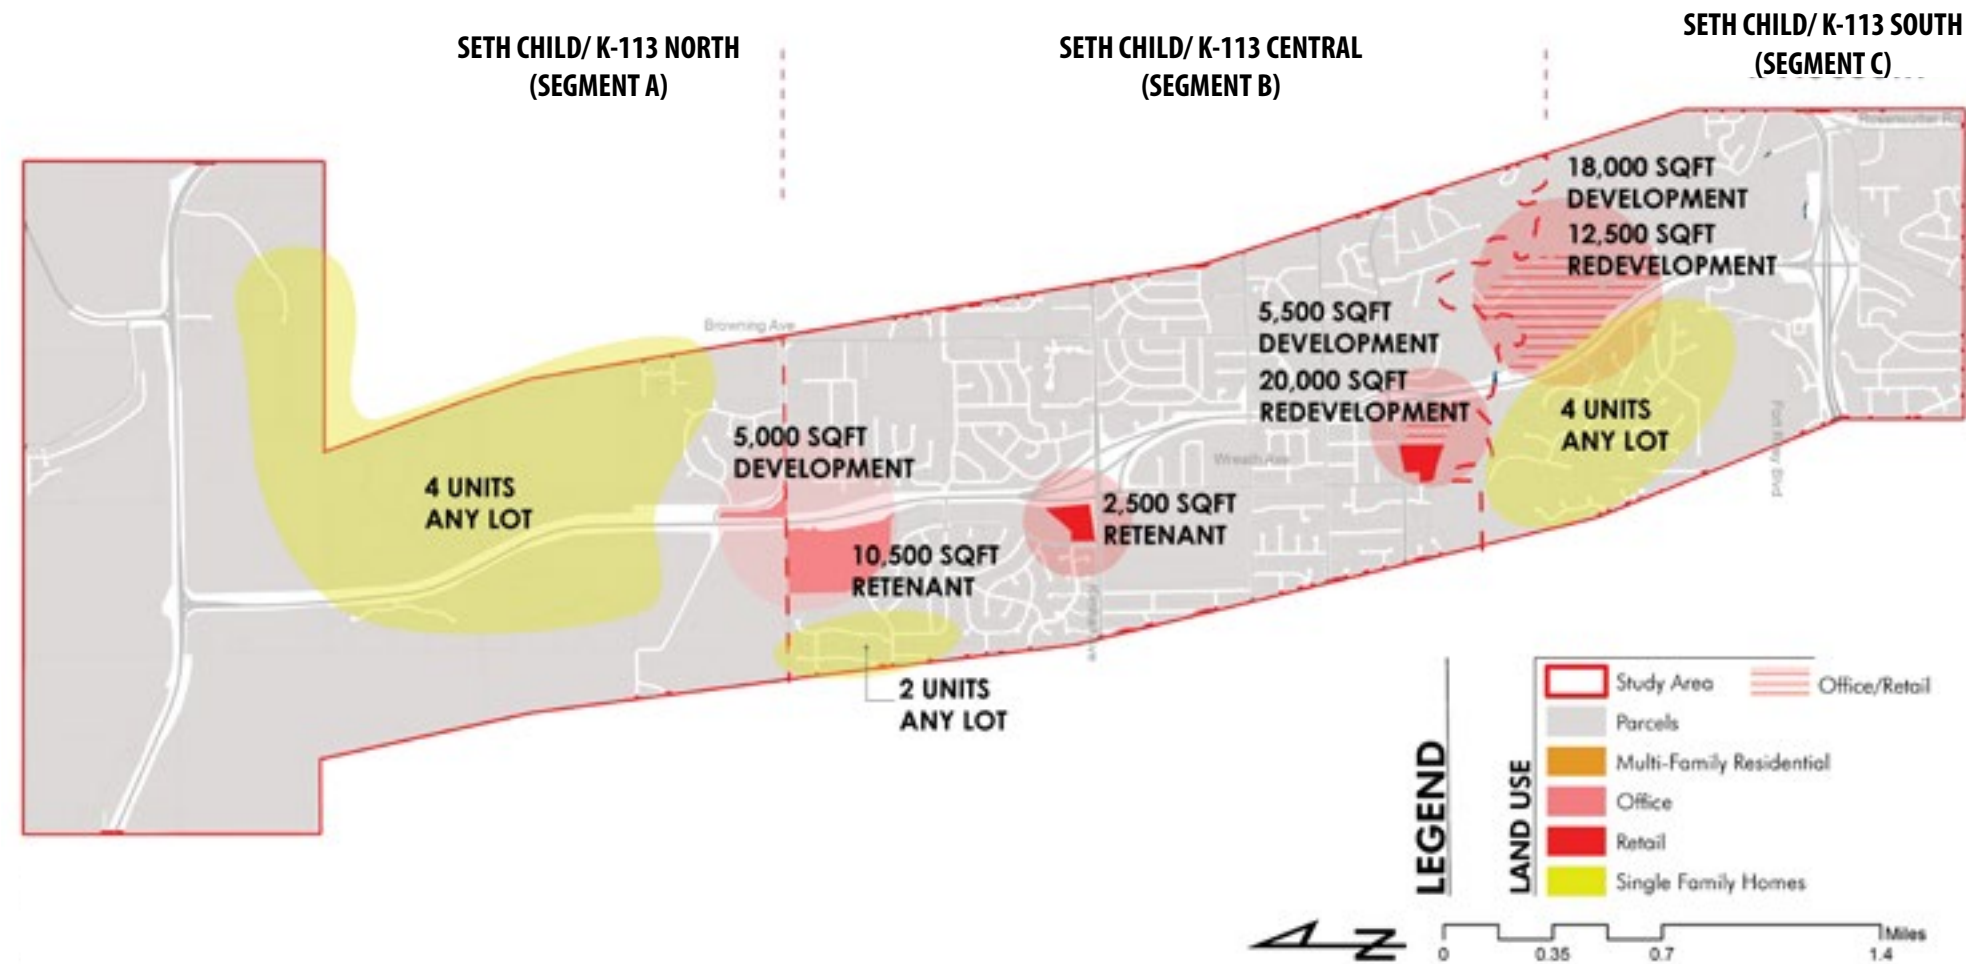 SETH CHILD/ K-113 NORTH
(SEGMENT A)
SETH CHILD/ K-113 CENTRAL
(SEGMENT B)
SETH CHILD/ K-113 SOUTH
(SEGMENT C)
18,000 SQFT
DEVELOPMENT
12,500 SQFT
REDEVELOPMENT
5,500 SQFT
DEVELOPMENT
20,000 SQFT
REDEVELOPMENT
Browning Ave
4 UNITS
ANY LOT
5,000 SQFT
DEVELOPMENT
4 UNITS
ANY LOT
Wreath Ave
2,500 SQFT
RETENANT
10,500 SQFT
RETENANT
2 UNITS
ANY LOT
LEGEND
LAND USE
Study Area
Office/Retail
Parcels
Multi-Family Residential
Office
Retail
Single Family Homes
N
0 0.35 0.7 1.4
Miles